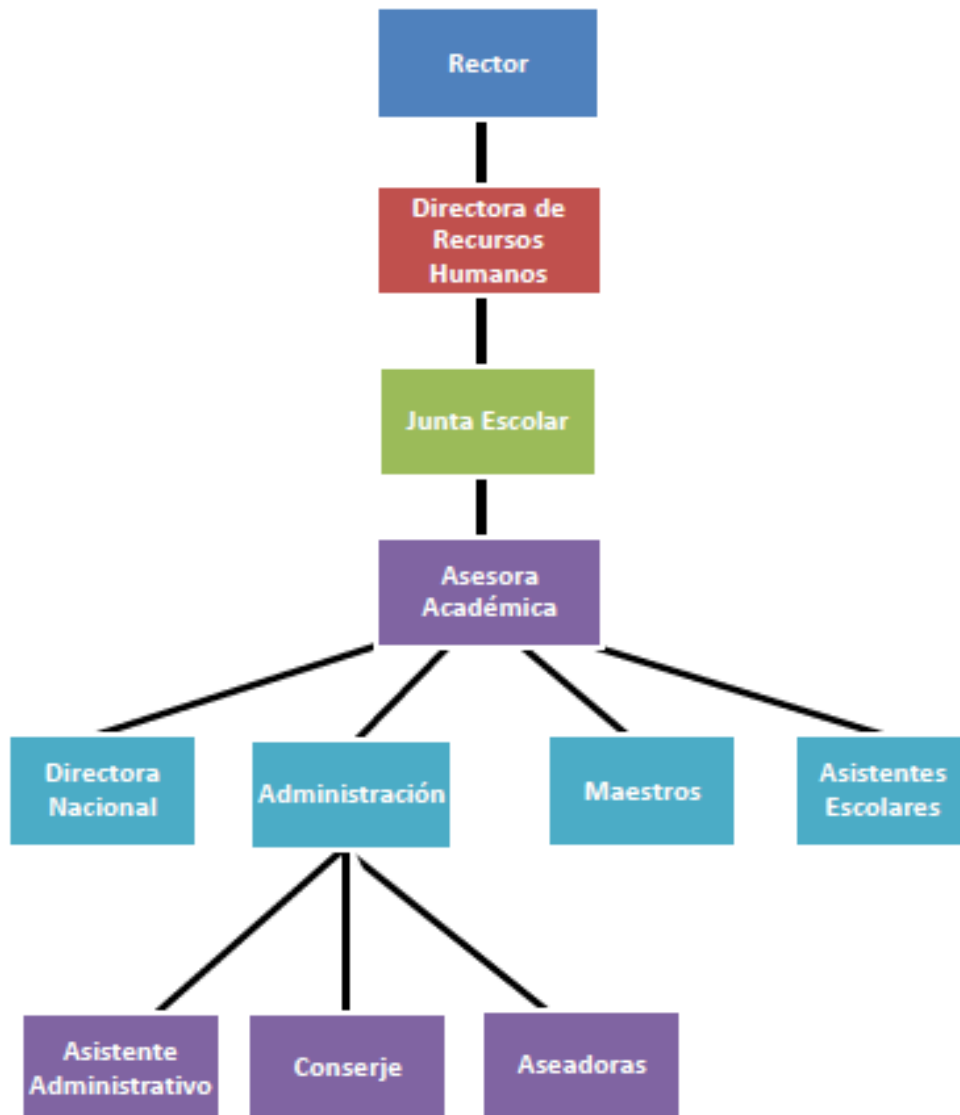 Rector
Directora de
Recursos
Humanos
Junta Escolar
Asesora
Académica
Directora
Nacional
Administración
Maestros
Asistentes
Escolares
Asistente
Administrativo
Conserje
Aseadoras